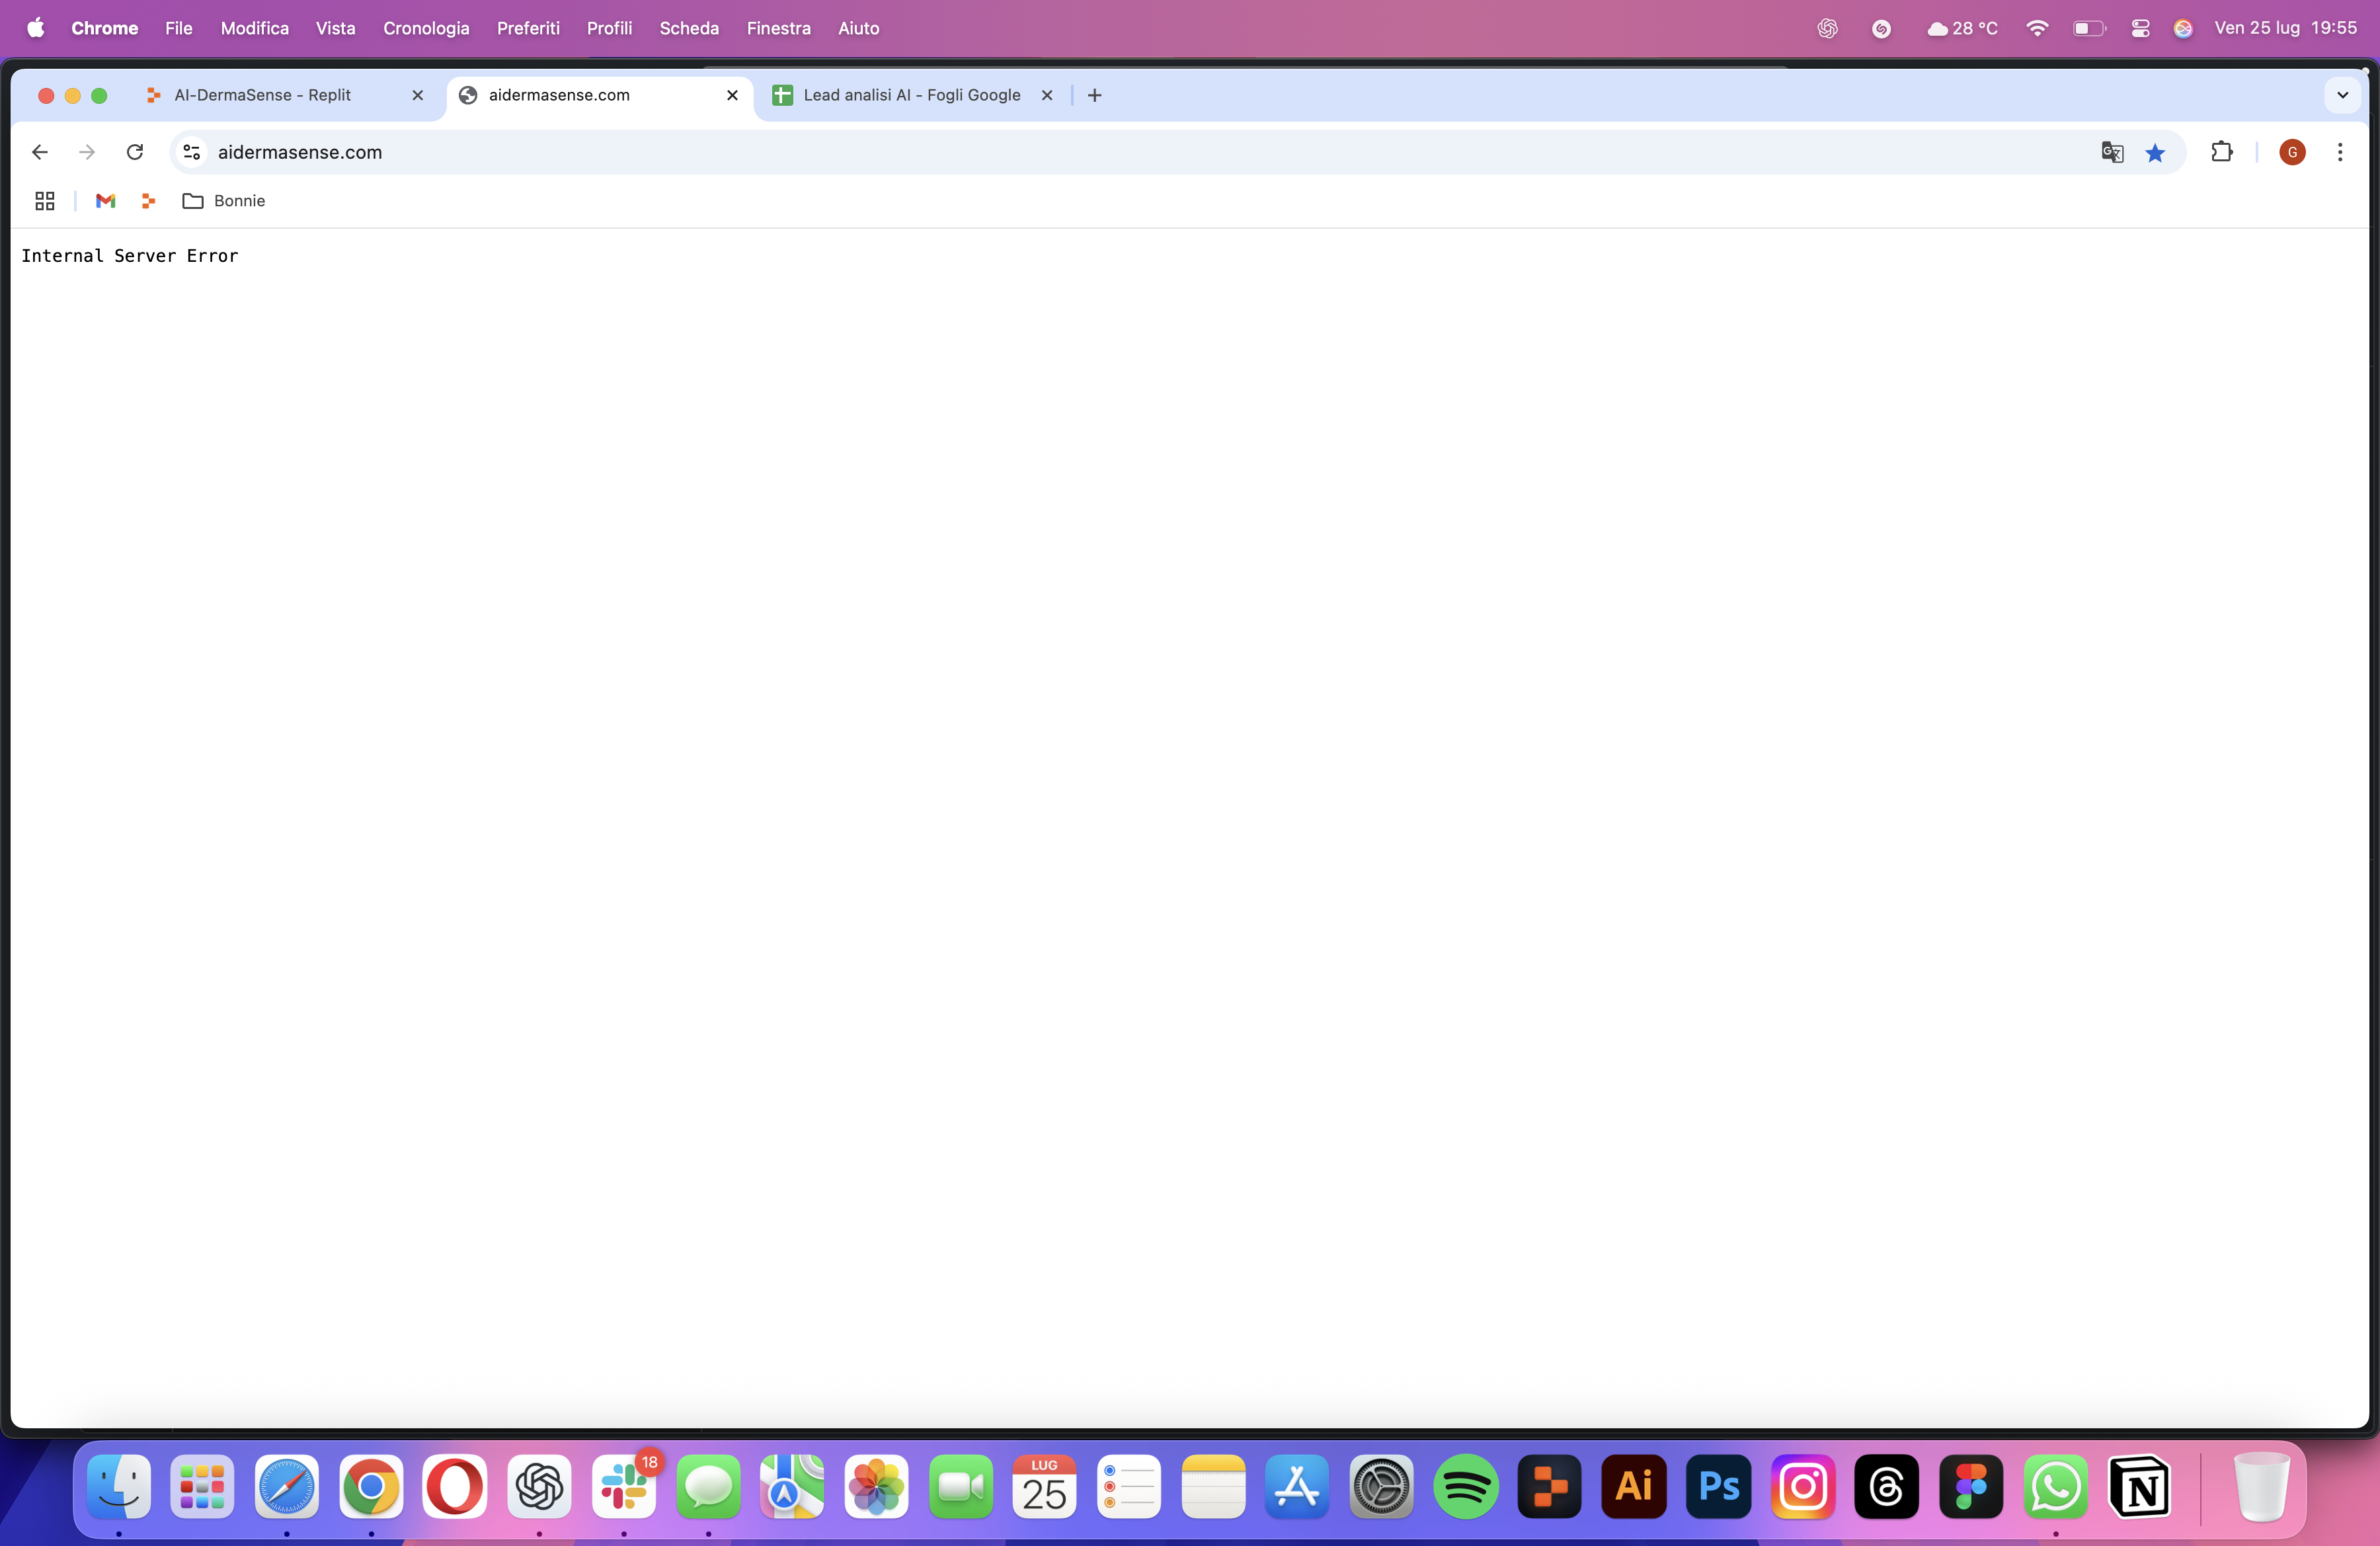 Chrome File Modifica Vista Cronologia Preferiti Profili Scheda Finestra Aiuto 28 °C Ven 25 lug 19:55
AI-DermaSense - Replit aidermasense.com Lead analisi AI - Fogli Google
aidermasense.com G
Bonnie
Internal Server Error
18
LUG
25
Ai
Ps
N